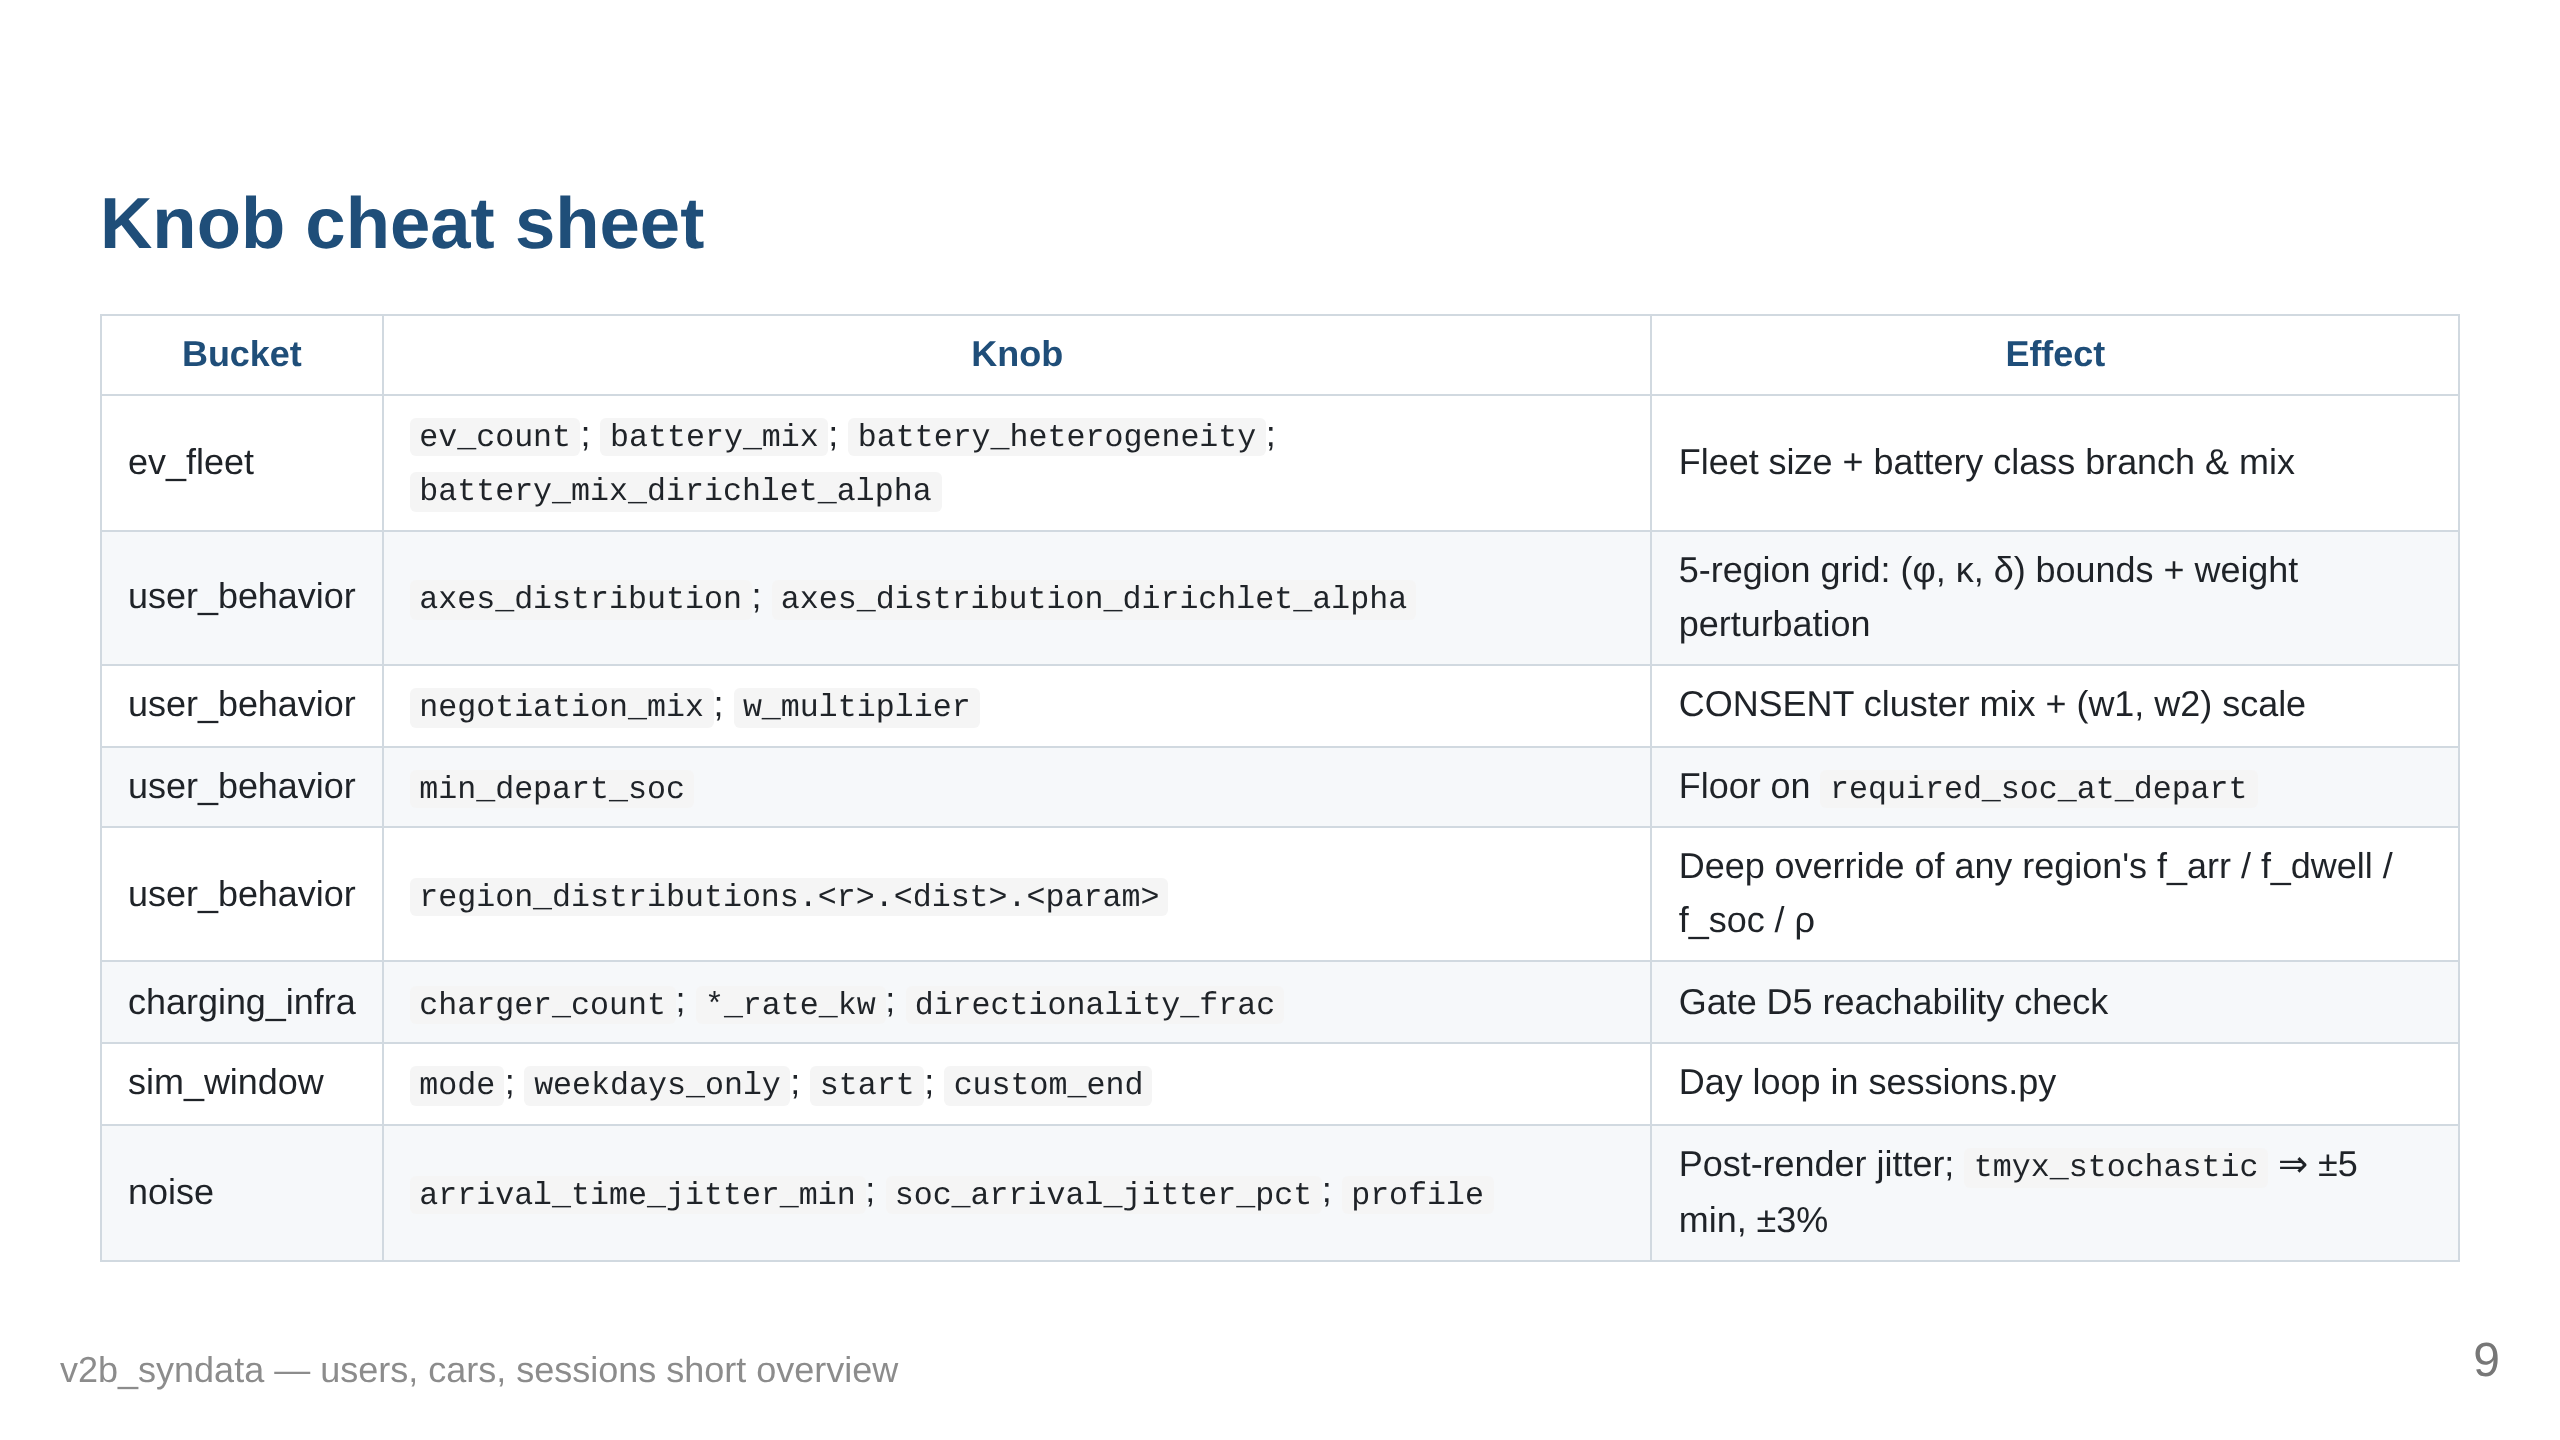 Knob cheat sheet
Bucket Knob Effect
ev_count; battery_mix; battery_heterogeneity;
ev_fleet Fleet size + battery class branch & mix
battery_mix_dirichlet_alpha
5-region grid: (φ, κ, δ) bounds + weight
user_behavior axes_distribution; axes_distribution_dirichlet_alpha
perturbation
user_behavior negotiation_mix; w_multiplier CONSENT cluster mix + (w1, w2) scale
user_behavior min_depart_soc Floor on required_soc_at_depart
Deep override of any region's f_arr / f_dwell /
user_behavior region_distributions.<r>.<dist>.<param>
f_soc / ρ
charging_infra charger_count; *_rate_kw; directionality_frac Gate D5 reachability check
sim_window mode; weekdays_only; start; custom_end Day loop in sessions.py
Post-render jitter; tmyx_stochastic ⇒ ±5
noise arrival_time_jitter_min; soc_arrival_jitter_pct; profile
min, ±3%
v2b_syndata — users, cars, sessions short overview 9